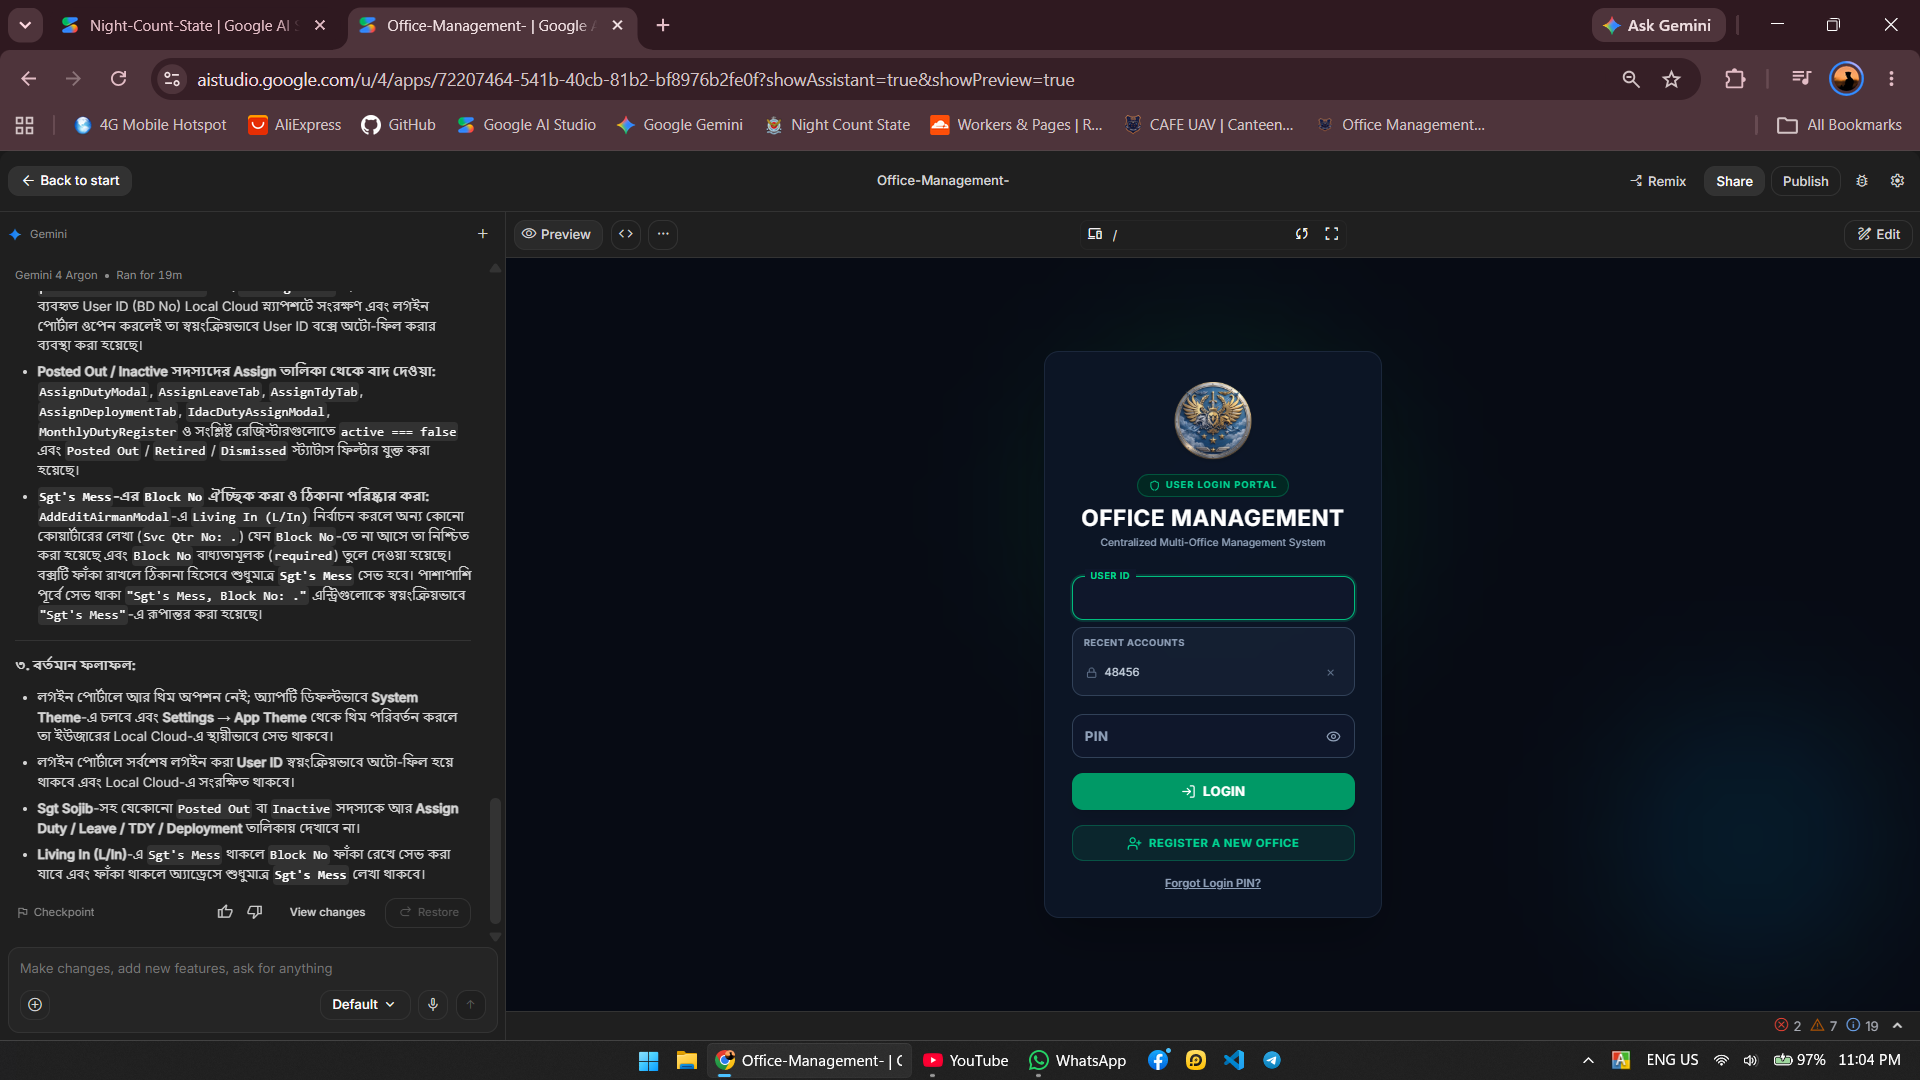 Night-Count-State | Google AI S
Office-Management- | Google A
Ask Gemini
aistudio.google.com/u/4/apps/72207464-541b-40cb-81b2-bf8976b2fe0f?showAssistant=true&showPreview=true
4G Mobile Hotspot
AliExpress
GitHub
Google AI Studio
Google Gemini
Night Count State
Workers & Pages | R...
CAFE UAV | Canteen...
Office Management...
All Bookmarks
Back to start
Office-Management-
Remix
Share
Publish
Gemini
Preview
/
Edit
Gemini 4 Argon • Ran for 19m
ব্যবহৃত User ID (BD No) Local Cloud স্ন্যাপশটে সংরক্ষণ এবং লগইন
পোর্টাল ওপেন করলেই তা স্বয়ংক্রিয়ভাবে User ID বক্সে অটো-ফিল করার
ব্যবস্থা করা হয়েছে।
• Posted Out / Inactive সদস্যদের Assign তালিকা থেকে বাদ দেওয়া:
AssignDutyModal, AssignLeaveTab, AssignTdyTab,
AssignDeploymentTab, IdacDutyAssignModal,
MonthlyDutyRegister ও সংশ্লিষ্ট রেজিস্টারগুলোতে active === false
এবং Posted Out / Retired / Dismissed স্ট্যাটাস ফিল্টার যুক্ত করা
হয়েছে।
• Sgt's Mess-এর Block No ঐচ্ছিক করা ও ঠিকানা পরিষ্কার করা:
AddEditAirmanModal-এ Living In (L/In) নির্বাচন করলে অন্য কোনো
কোয়ার্টারের লেখা (Svc Qtr No: .) যেন Block No-তে না আসে তা নিশ্চিত
করা হয়েছে এবং Block No বাধ্যতামূলক (required) তুলে দেওয়া হয়েছে।
বক্সটি ফাঁকা রাখলে ঠিকানা হিসেবে শুধুমাত্র Sgt's Mess সেভ হবে। পাশাপাশি
পূর্বে সেভ থাকা "Sgt's Mess, Block No: ." এন্ট্রিগুলোকে স্বয়ংক্রিয়ভাবে
"Sgt's Mess"-এ রূপান্তর করা হয়েছে।
৩. বর্তমান ফলাফল:
• লগইন পোর্টালে আর থিম অপশন নেই; অ্যাপটি ডিফল্টভাবে System
Theme-এ চলবে এবং Settings → App Theme থেকে থিম পরিবর্তন করলে
তা ইউজারের Local Cloud-এ স্থায়ীভাবে সেভ থাকবে।
• লগইন পোর্টালে সর্বশেষ লগইন করা User ID স্বয়ংক্রিয়ভাবে অটো-ফিল হয়ে
থাকবে এবং Local Cloud-এ সংরক্ষিত থাকবে।
• Sgt Sojib-সহ যেকোনো Posted Out বা Inactive সদস্যকে আর Assign
Duty / Leave / TDY / Deployment তালিকায় দেখাবে না।
• Living In (L/In)-এ Sgt's Mess থাকলে Block No ফাঁকা রেখে সেভ করা
যাবে এবং ফাঁকা থাকলে অ্যাড্রেসে শুধুমাত্র Sgt's Mess লেখা থাকবে।
Checkpoint
View changes
Restore
Make changes, add new features, ask for anything
Default
USER LOGIN PORTAL
OFFICE MANAGEMENT
Centralized Multi-Office Management System
USER ID
RECENT ACCOUNTS
48456
PIN
LOGIN
REGISTER A NEW OFFICE
Forgot Login PIN?
2 7 19
Office-Management- | G
YouTube
WhatsApp
ENG US
97%
11:04 PM